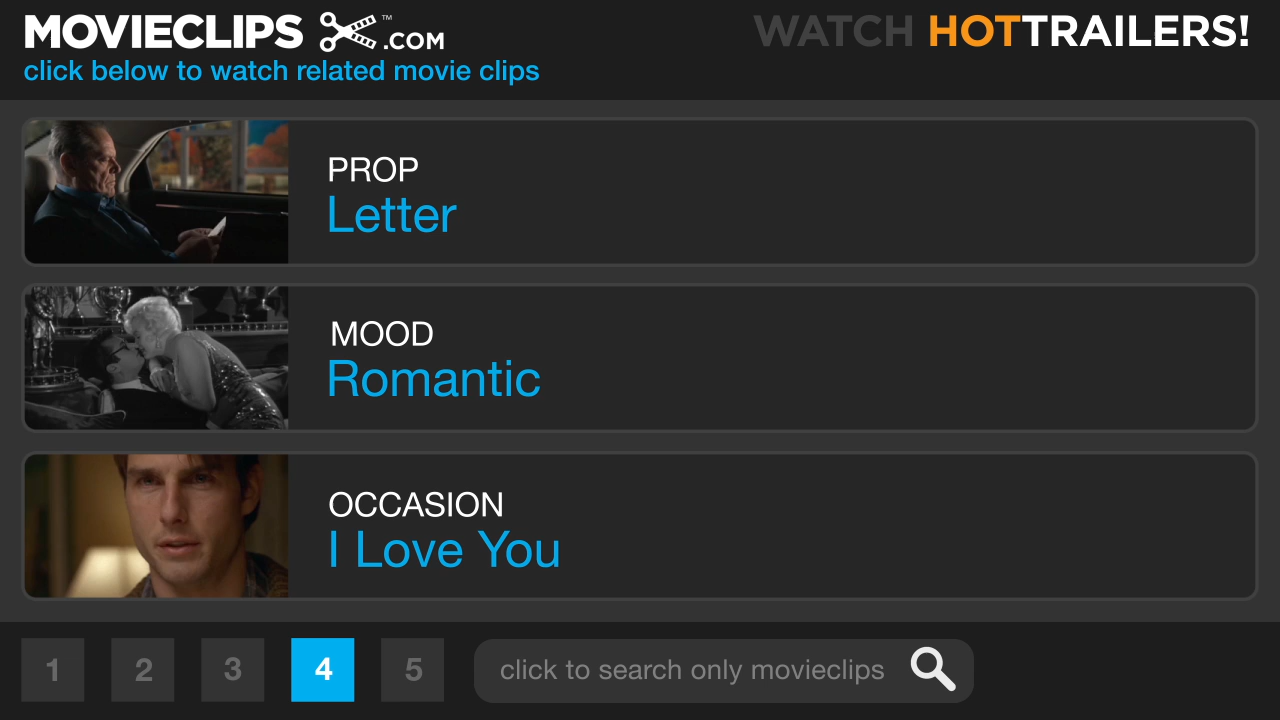 MOVIECLIPS ™ .COM
WATCH HOTTRAILERS!
click below to watch related movie clips
PROP
Letter
MOOD
Romantic
OCCASION
I Love You
1 2 3 4 5 click to search only movieclips